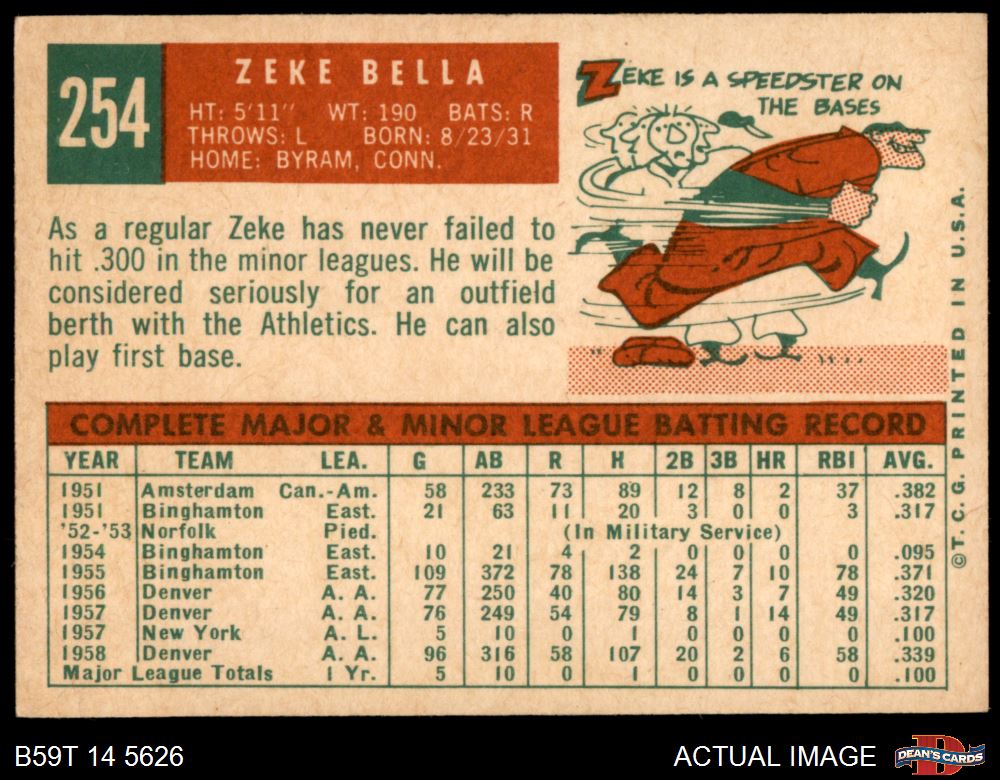 254
ZEKE BELLA
HT: 5'11" WT: 190 BATS: R
THROWS: L BORN: 8/23/31
HOME: BYRAM, CONN.
ZEKE IS A SPEEDSTER ON
THE BASES
As a regular Zeke has never failed to
hit .300 in the minor leagues. He will be
considered seriously for an outfield
berth with the Athletics. He can also
play first base.
COMPLETE MAJOR & MINOR LEAGUE BATTING RECORD
YEAR TEAM LEA. G AB R H 2B 3B HR RBI AVG.
1951 Amsterdam Can.-Am. 58 233 73 89 12 8 2 37 .382
1951 Binghamton East. 21 63 11 20 3 0 0 3 .317
'52-'53 Norfolk Pied. (In Military Service)
1954 Binghamton East. 10 21 4 2 0 0 0 0 .095
1955 Binghamton East. 109 372 78 138 24 7 10 78 .371
1956 Denver A. A. 77 250 40 80 14 3 7 49 .320
1957 Denver A. A. 76 249 54 79 8 1 14 49 .317
1957 New York A. L. 5 10 0 1 0 0 0 0 .100
1958 Denver A. A. 96 316 58 107 20 2 6 58 .339
Major League Totals 1 Yr. 5 10 0 1 0 0 0 0 .100
©T. C. G. PRINTED IN U.S.A.
B59T 14 5626
ACTUAL IMAGE
DEAN'S CARDS